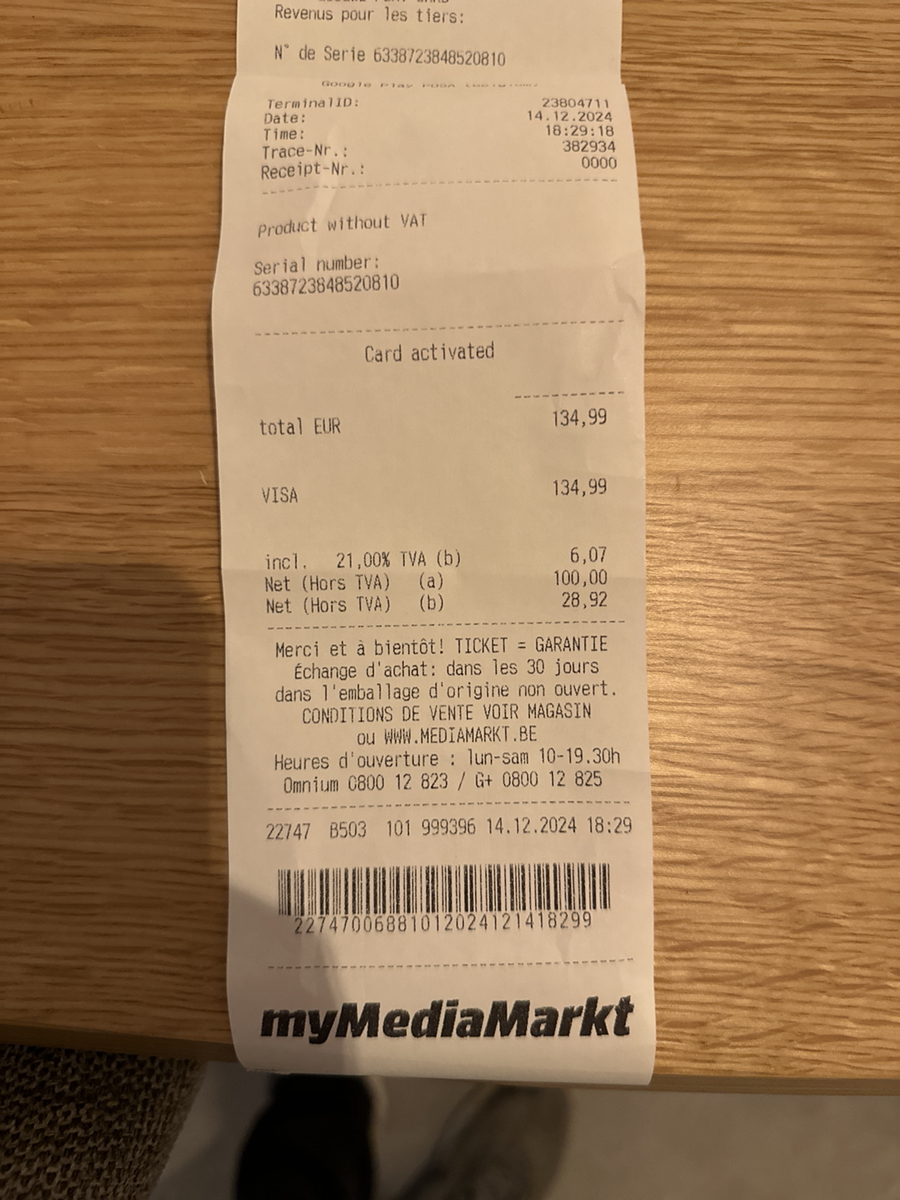 Revenus pour les tiers:
N° de Serie 6338723848520810
Google Play
TerminalID: 23804711
Date: 14.12.2024
Time: 18:29:18
Trace-Nr.: 382934
Receipt-Nr.: 0000
Product without VAT
Serial number:
6338723848520810
Card activated
total EUR 134,99
VISA 134,99
incl. 21,00% TVA (b) 6,07
Net (Hors TVA) (a) 100,00
Net (Hors TVA) (b) 28,92
Merci et à bientôt! TICKET = GARANTIE
Échange d'achat: dans les 30 jours
dans l'emballage d'origine non ouvert.
CONDITIONS DE VENTE VOIR MAGASIN
ou WWW.MEDIAMARKT.BE
Heures d'ouverture : lun-sam 10-19.30h
Omnium 0800 12 823 / G+ 0800 12 825
22747 B503 101 999396 14.12.2024 18:29
22747006881012024121418299
myMediaMarkt